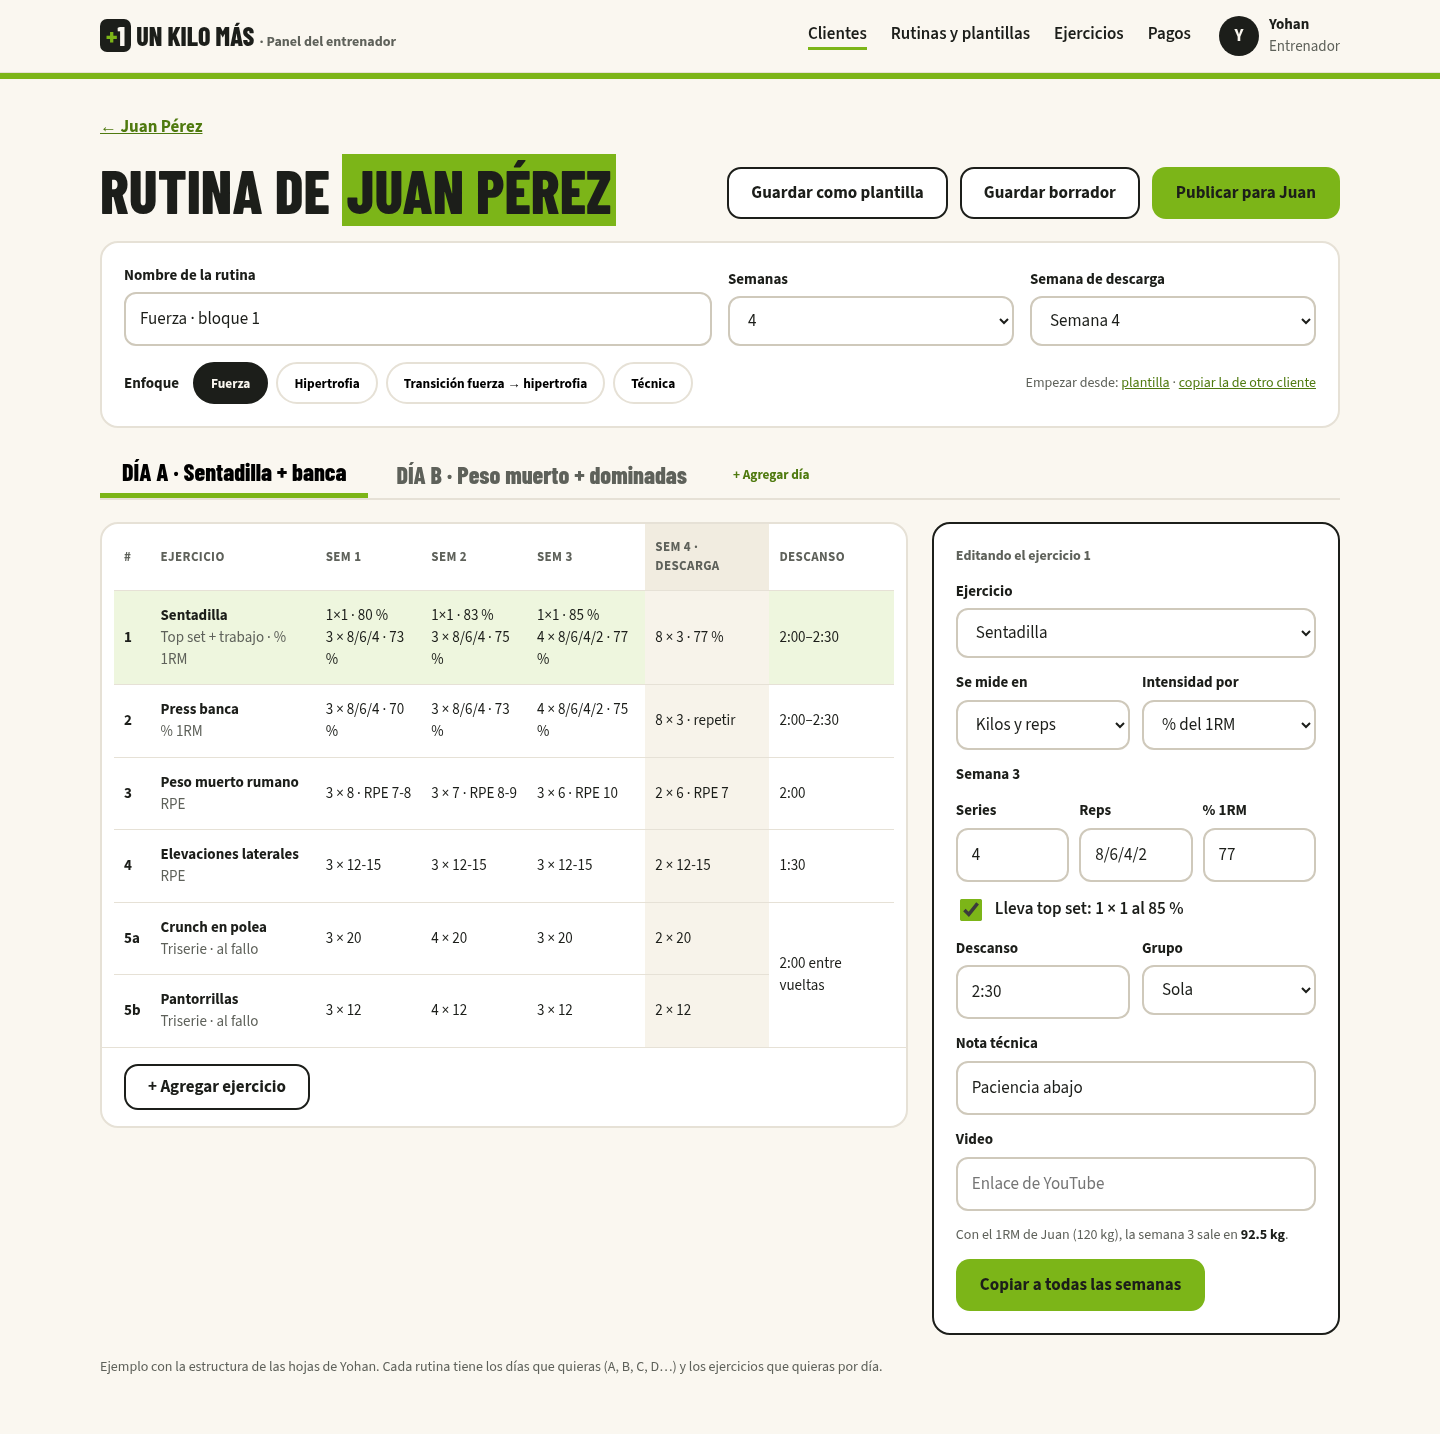 +1 UN KILO MÁS · Panel del entrenador
Clientes Rutinas y plantillas Ejercicios Pagos
Y Yohan
Entrenador
← Juan Pérez
RUTINA DE JUAN PÉREZ
Guardar como plantilla Guardar borrador Publicar para Juan
Nombre de la rutina
Fuerza · bloque 1
Semanas
4
Semana de descarga
Semana 4
Enfoque Fuerza Hipertrofia Transición fuerza → hipertrofia Técnica
Empezar desde: plantilla · copiar la de otro cliente
DÍA A · Sentadilla + banca DÍA B · Peso muerto + dominadas + Agregar día
# EJERCICIO SEM 1 SEM 2 SEM 3 SEM 4 · DESCARGA DESCANSO
1 Sentadilla Top set + trabajo · % 1RM 1×1 · 80 % 3 × 8/6/4 · 73 % 1×1 · 83 % 3 × 8/6/4 · 75 % 1×1 · 85 % 4 × 8/6/4/2 · 77 % 8 × 3 · 77 % 2:00–2:30
2 Press banca % 1RM 3 × 8/6/4 · 70 % 3 × 8/6/4 · 73 % 4 × 8/6/4/2 · 75 % 8 × 3 · repetir 2:00–2:30
3 Peso muerto rumano RPE 3 × 8 · RPE 7-8 3 × 7 · RPE 8-9 3 × 6 · RPE 10 2 × 6 · RPE 7 2:00
4 Elevaciones laterales RPE 3 × 12-15 3 × 12-15 3 × 12-15 2 × 12-15 1:30
5a Crunch en polea Triserie · al fallo 3 × 20 4 × 20 3 × 20 2 × 20 2:00 entre vueltas
5b Pantorrillas Triserie · al fallo 3 × 12 4 × 12 3 × 12 2 × 12
+ Agregar ejercicio
Editando el ejercicio 1
Ejercicio
Sentadilla
Se mide en Intensidad por
Kilos y reps % del 1RM
Semana 3
Series Reps % 1RM
4 8/6/4/2 77
Lleva top set: 1 × 1 al 85 %
Descanso Grupo
2:30 Sola
Nota técnica
Paciencia abajo
Video
Enlace de YouTube
Con el 1RM de Juan (120 kg), la semana 3 sale en 92.5 kg.
Copiar a todas las semanas
Ejemplo con la estructura de las hojas de Yohan. Cada rutina tiene los días que quieras (A, B, C, D…) y los ejercicios que quieras por día.